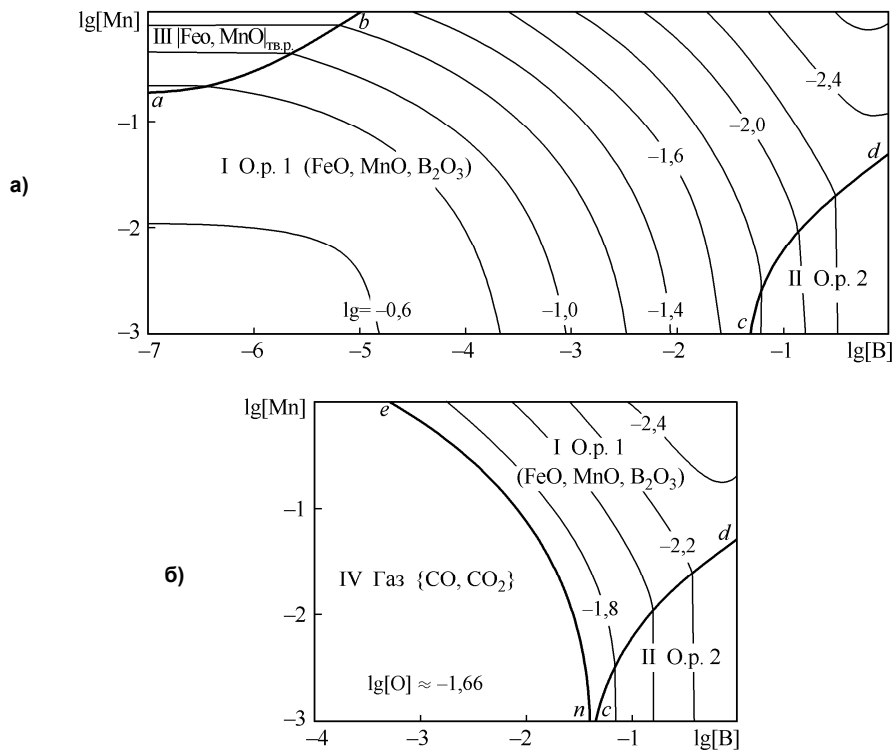 а)
lg[Mn]
III |Feo, MnO|тв.р.
a
b
–1
–2
–3
I О.р. 1 (FeO, MnO, B₂O₃)
lg= –0,6
–1,0
–1,4
–1,6
–2,0
–2,4
d
c
II О.р. 2
–7
–6
–5
–4
–3
–2
–1
lg[B]
б)
lg[Mn]
e
–1
–2
–3
I О.р. 1
(FeO, MnO, B₂O₃)
–2,4
–2,2
–1,8
d
IV Газ {CO, CO₂}
II О.р. 2
lg[O] ≈ –1,66
n
c
–4
–3
–2
–1
lg[B]